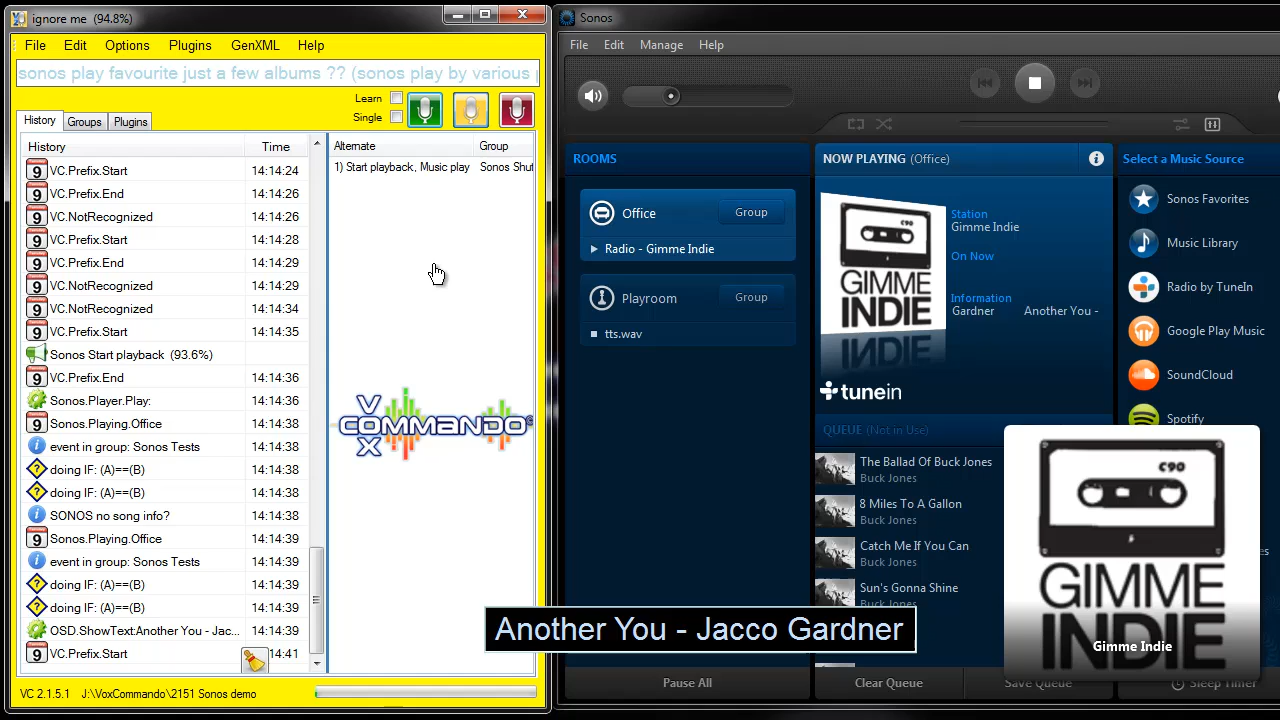 ignore me (94.8%)
File Edit Options Plugins GenXML Help
sonos play favourite just a few albums ?? (sonos play by various
Learn
Single
History Groups Plugins
History Time
VC.Prefix.Start 14:14:24
VC.Prefix.End 14:14:26
VC.NotRecognized 14:14:26
VC.Prefix.Start 14:14:28
VC.Prefix.End 14:14:29
VC.NotRecognized 14:14:29
VC.NotRecognized 14:14:34
VC.Prefix.Start 14:14:35
Sonos Start playback (93.6%)
VC.Prefix.End 14:14:36
Sonos.Player.Play: 14:14:36
Sonos.Playing.Office 14:14:38
event in group: Sonos Tests 14:14:38
doing IF: (A)==(B) 14:14:38
doing IF: (A)==(B) 14:14:38
SONOS no song info? 14:14:38
Sonos.Playing.Office 14:14:39
event in group: Sonos Tests 14:14:39
doing IF: (A)==(B) 14:14:39
doing IF: (A)==(B) 14:14:39
OSD.ShowText:Another You - Jac... 14:14:39
VC.Prefix.Start 14:41
Alternate Group
1) Start playback, Music play Sonos Shut
VOX COMMANDO
VC 2.1.5.1 J:\VoxCommando\2151 Sonos demo
Sonos
File Edit Manage Help
ROOMS
Office Group
Radio - Gimme Indie
Playroom Group
tts.wav
Pause All
NOW PLAYING (Office)
C90
GIMME
INDIE
tunein
Station
Gimme Indie
On Now
Information
Gardner Another You -
QUEUE (Not in Use)
The Ballad Of Buck Jones
Buck Jones
8 Miles To A Gallon
Buck Jones
Catch Me If You Can
Buck Jones
Sun's Gonna Shine
Buck Jones
Clear Queue Save Queue
Select a Music Source
Sonos Favorites
Music Library
Radio by TuneIn
Google Play Music
SoundCloud
Spotify
Sleep Timer
C90
GIMME
INDIE
Gimme Indie
Another You - Jacco Gardner